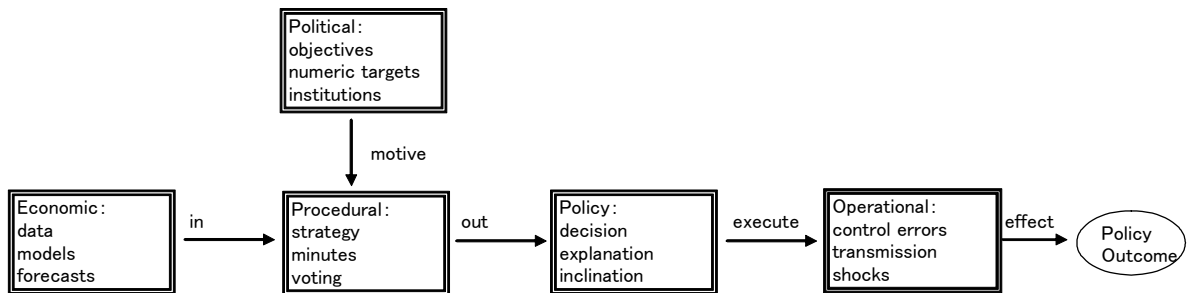 Political:
objectives
numeric targets
institutions
motive
Economic:
data
models
forecasts
in
Procedural:
strategy
minutes
voting
out
Policy:
decision
explanation
inclination
execute
Operational:
control errors
transmission
shocks
effect
Policy
Outcome